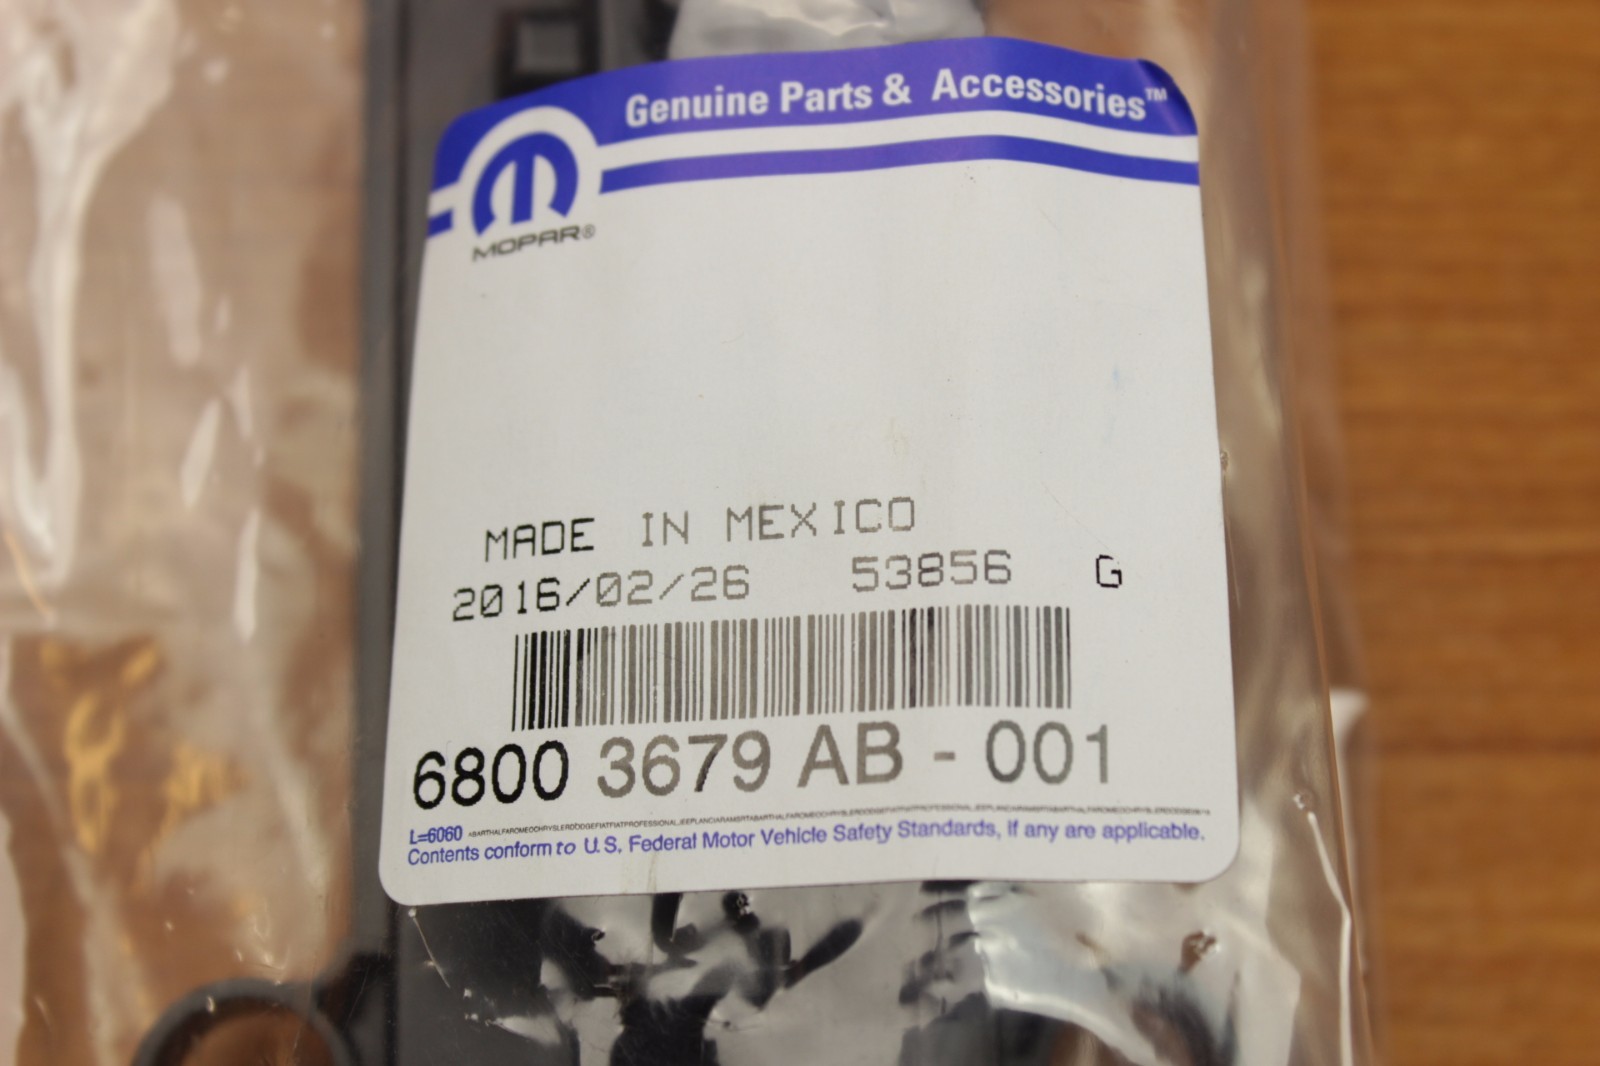 Genuine Parts & Accessories™
MOPAR®
MADE IN MEXICO
2016/02/26 53856 G
6800 3679 AB - 001
L=6060
Contents conform to U.S. Federal Motor Vehicle Safety Standards, if any are applicable.